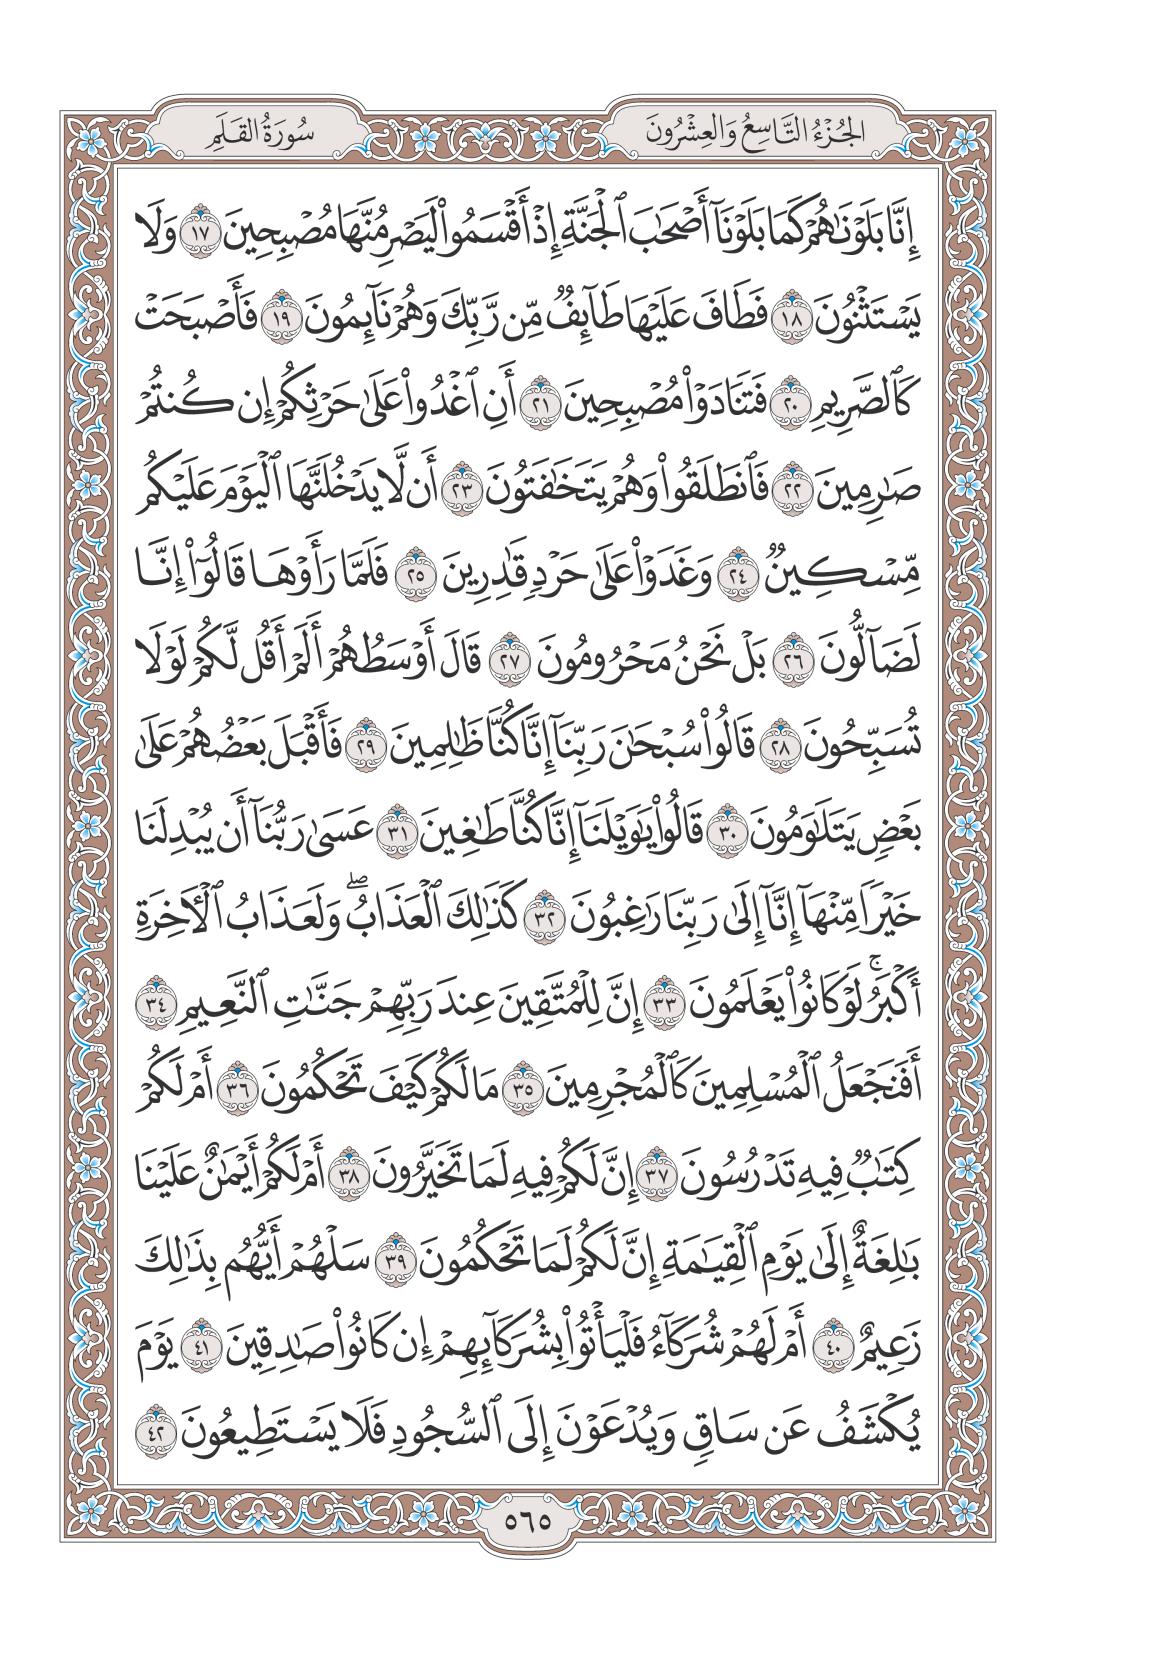 الجُزْءُ التَّاسِعُ وَالعِشْرُونَ
سُورَةُ القَلَمِ
إِنَّا بَلَوْنَٰهُمْ كَمَا بَلَوْنَآ أَصْحَٰبَ ٱلْجَنَّةِ إِذْ أَقْسَمُوا۟ لَيَصْرِمُنَّهَا مُصْبِحِينَ ١٧ وَلَا
يَسْتَثْنُونَ ١٨ فَطَافَ عَلَيْهَا طَآئِفٌ مِّن رَّبِّكَ وَهُمْ نَآئِمُونَ ١٩ فَأَصْبَحَتْ
كَٱلصَّرِيمِ ٢٠ فَتَنَادَوْا۟ مُصْبِحِينَ ٢١ أَنِ ٱغْدُوا۟ عَلَىٰ حَرْثِكُمْ إِن كُنتُمْ
صَٰرِمِينَ ٢٢ فَٱنطَلَقُوا۟ وَهُمْ يَتَخَٰفَتُونَ ٢٣ أَن لَّا يَدْخُلَنَّهَا ٱلْيَوْمَ عَلَيْكُم
مِّسْكِينٌ ٢٤ وَغَدَوْا۟ عَلَىٰ حَرْدٍ قَٰدِرِينَ ٢٥ فَلَمَّا رَأَوْهَا قَالُوٓا۟ إِنَّا
لَضَآلُّونَ ٢٦ بَلْ نَحْنُ مَحْرُومُونَ ٢٧ قَالَ أَوْسَطُهُمْ أَلَمْ أَقُل لَّكُمْ لَوْلَا
تُسَبِّحُونَ ٢٨ قَالُوا۟ سُبْحَٰنَ رَبِّنَآ إِنَّا كُنَّا ظَٰلِمِينَ ٢٩ فَأَقْبَلَ بَعْضُهُمْ عَلَىٰ
بَعْضٍ يَتَلَٰوَمُونَ ٣٠ قَالُوا۟ يَٰوَيْلَنَآ إِنَّا كُنَّا طَٰغِينَ ٣١ عَسَىٰ رَبُّنَآ أَن يُبْدِلَنَا
خَيْرًا مِّنْهَآ إِنَّآ إِلَىٰ رَبِّنَا رَٰغِبُونَ ٣٢ كَذَٰلِكَ ٱلْعَذَابُ ۖ وَلَعَذَابُ ٱلْءَاخِرَةِ
أَكْبَرُ ۚ لَوْ كَانُوا۟ يَعْلَمُونَ ٣٣ إِنَّ لِلْمُتَّقِينَ عِندَ رَبِّهِمْ جَنَّٰتِ ٱلنَّعِيمِ ٣٤
أَفَنَجْعَلُ ٱلْمُسْلِمِينَ كَٱلْمُجْرِمِينَ ٣٥ مَا لَكُمْ كَيْفَ تَحْكُمُونَ ٣٦ أَمْ لَكُمْ
كِتَٰبٌ فِيهِ تَدْرُسُونَ ٣٧ إِنَّ لَكُمْ فِيهِ لَمَا تَخَيَّرُونَ ٣٨ أَمْ لَكُمْ أَيْمَٰنٌ عَلَيْنَا
بَٰلِغَةٌ إِلَىٰ يَوْمِ ٱلْقِيَٰمَةِ إِنَّ لَكُمْ لَمَا تَحْكُمُونَ ٣٩ سَلْهُمْ أَيُّهُم بِذَٰلِكَ
زَعِيمٌ ٤٠ أَمْ لَهُمْ شُرَكَآءُ فَلْيَأْتُوا۟ بِشُرَكَآئِهِمْ إِن كَانُوا۟ صَٰدِقِينَ ٤١ يَوْمَ
يُكْشَفُ عَن سَاقٍ وَيُدْعَوْنَ إِلَى ٱلسُّجُودِ فَلَا يَسْتَطِيعُونَ ٤٢
٥٦٥